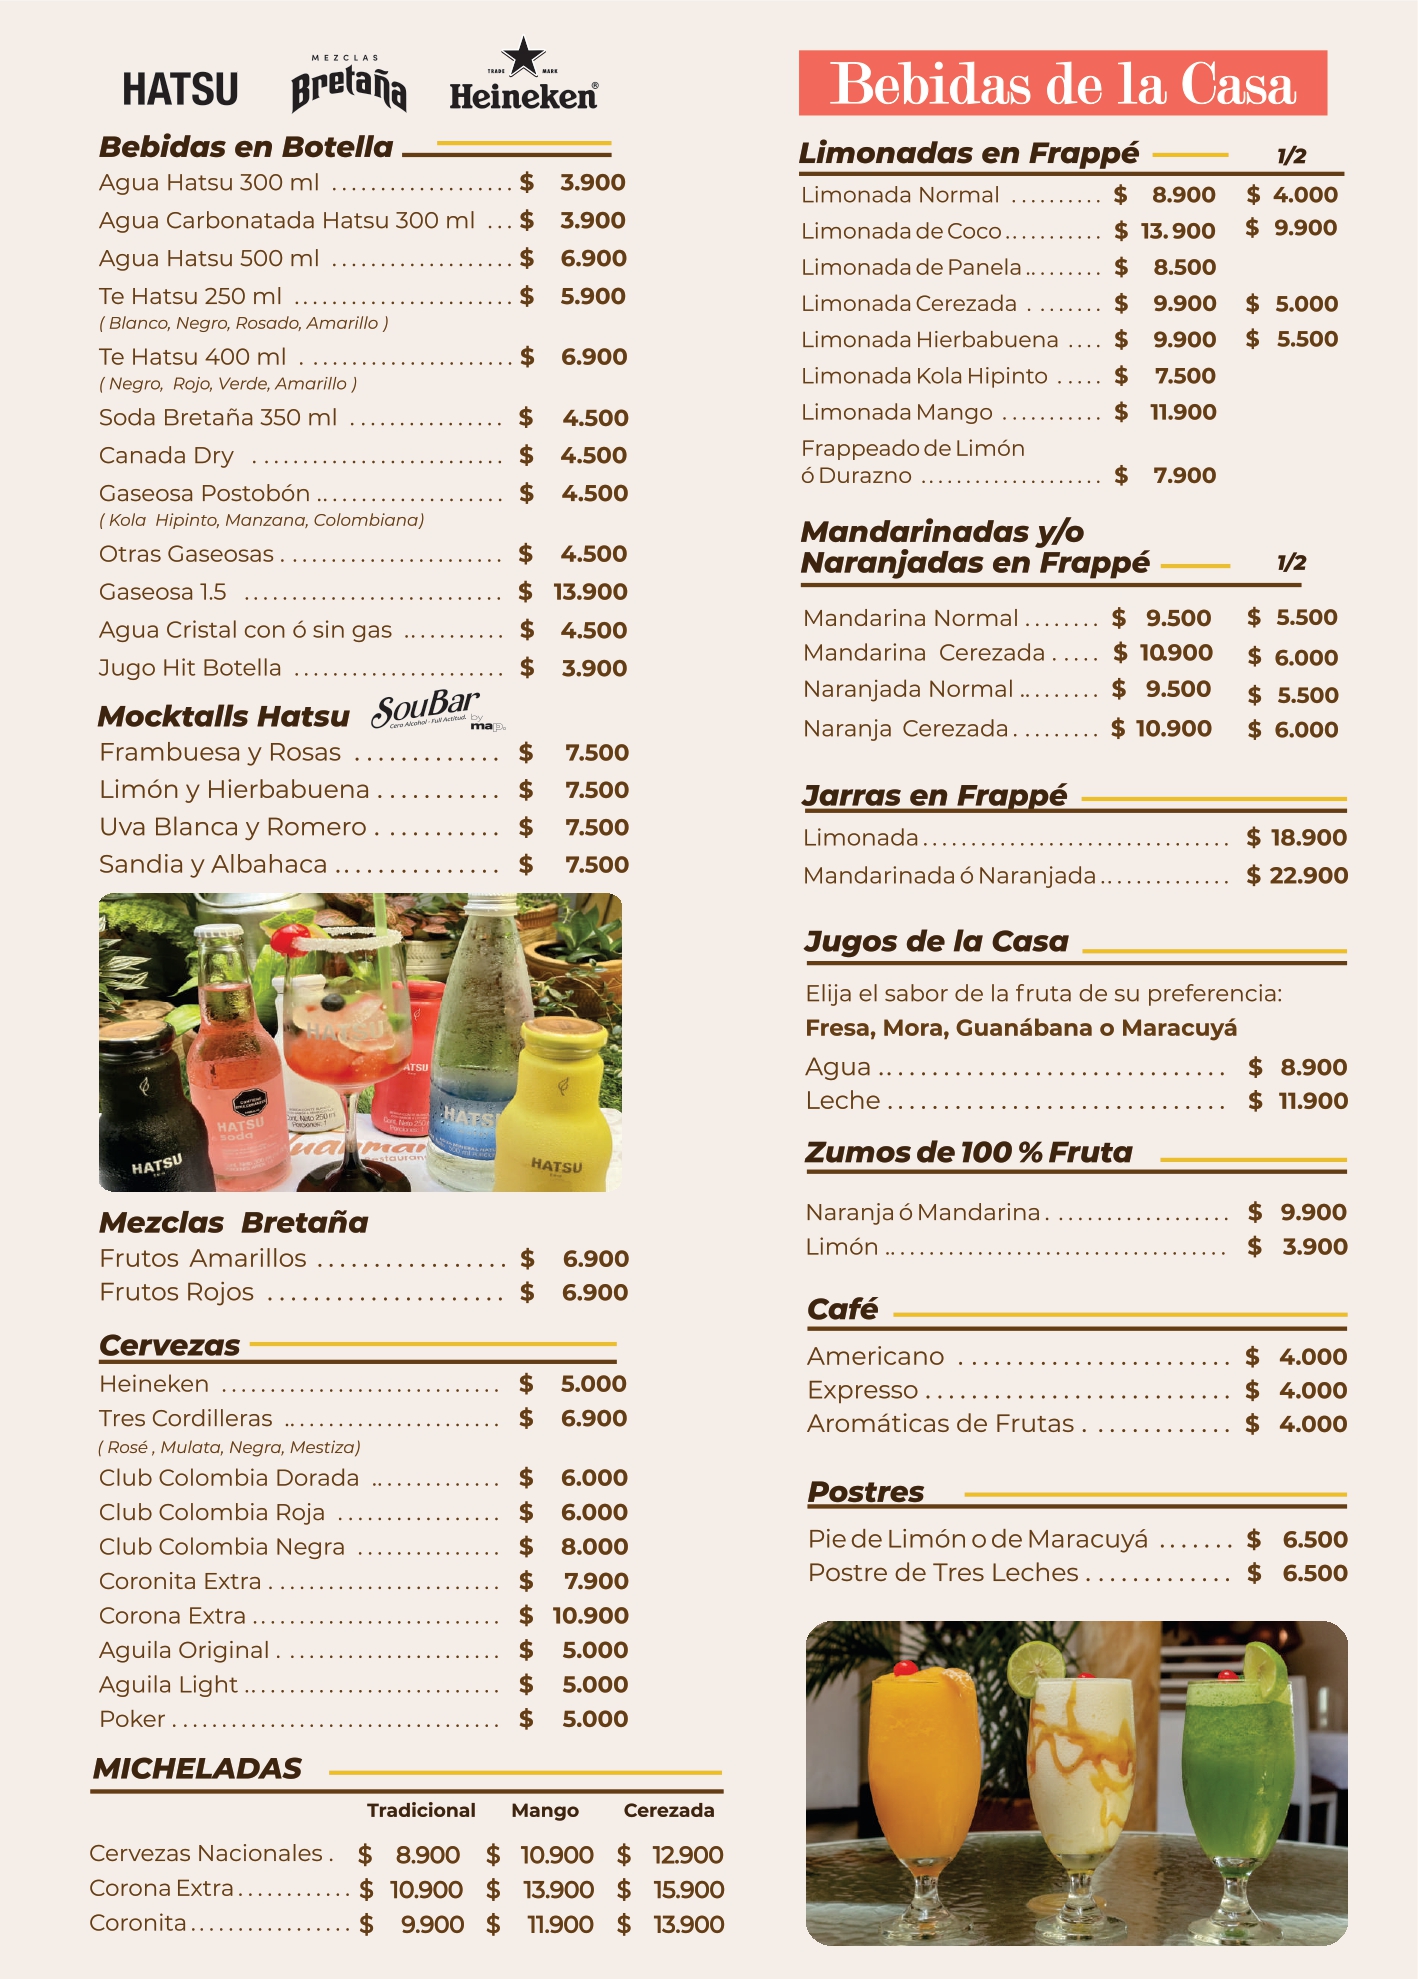 HATSU
MEZCLAS
Bretaña
TRADE MARK
Heineken®
Bebidas en Botella
Agua Hatsu 300 ml ................... $ 3.900
Agua Carbonatada Hatsu 300 ml ... $ 3.900
Agua Hatsu 500 ml ................... $ 6.900
Te Hatsu 250 ml ....................... $ 5.900
( Blanco, Negro, Rosado, Amarillo )
Te Hatsu 400 ml . ..................... $ 6.900
( Negro, Rojo, Verde, Amarillo )
Soda Bretaña 350 ml ................ $ 4.500
Canada Dry . ......................... $ 4.500
Gaseosa Postobón .................... $ 4.500
( Kola Hipinto, Manzana, Colombiana)
Otras Gaseosas ....................... $ 4.500
Gaseosa 1.5 ........................... $ 13.900
Agua Cristal con ó sin gas ........... $ 4.500
Jugo Hit Botella ...................... $ 3.900
Mocktalls Hatsu
SouBar
Cero Alcohol - Full Actitud.
by
map.
Frambuesa y Rosas ............. $ 7.500
Limón y Hierbabuena ........... $ 7.500
Uva Blanca y Romero . .......... $ 7.500
Sandia y Albahaca ............... $ 7.500
HATSU
HATSU
Soda
HATSU
HATSU
HATSU
HATSU
Cont. Neto 250 m
Mezclas Bretaña
Frutos Amarillos ................. $ 6.900
Frutos Rojos ..................... $ 6.900
Cervezas
Heineken ............................. $ 5.000
Tres Cordilleras ....................... $ 6.900
( Rosé , Mulata, Negra, Mestiza)
Club Colombia Dorada .............. $ 6.000
Club Colombia Roja ................. $ 6.000
Club Colombia Negra ............... $ 8.000
Coronita Extra ........................ $ 7.900
Corona Extra .......................... $ 10.900
Aguila Original . ...................... $ 5.000
Aguila Light ........................... $ 5.000
Poker .................................. $ 5.000
MICHELADAS
Tradicional Mango Cerezada
Cervezas Nacionales . $ 8.900 $ 10.900 $ 12.900
Corona Extra ............ $ 10.900 $ 13.900 $ 15.900
Coronita ................. $ 9.900 $ 11.900 $ 13.900
Bebidas de la Casa
Limonadas en Frappé 1/2
Limonada Normal .......... $ 8.900 $ 4.000
Limonada de Coco ........... $ 13.900 $ 9.900
Limonada de Panela ......... $ 8.500
Limonada Cerezada . ....... $ 9.900 $ 5.000
Limonada Hierbabuena .... $ 9.900 $ 5.500
Limonada Kola Hipinto ..... $ 7.500
Limonada Mango ........... $ 11.900
Frappeado de Limón
ó Durazno .................... $ 7.900
Mandarinadas y/o
Naranjadas en Frappé 1/2
Mandarina Normal ........ $ 9.500 $ 5.500
Mandarina Cerezada ..... $ 10.900 $ 6.000
Naranjada Normal ......... $ 9.500 $ 5.500
Naranja Cerezada ......... $ 10.900 $ 6.000
Jarras en Frappé
Limonada ................................ $ 18.900
Mandarinada ó Naranjada .............. $ 22.900
Jugos de la Casa
Elija el sabor de la fruta de su preferencia:
Fresa, Mora, Guanábana o Maracuyá
Agua ............................... $ 8.900
Leche .............................. $ 11.900
Zumos de 100 % Fruta
Naranja ó Mandarina . .................. $ 9.900
Limón .................................... $ 3.900
Café
Americano ........................ $ 4.000
Expresso ........................... $ 4.000
Aromáticas de Frutas . ............ $ 4.000
Postres
Pie de Limón o de Maracuyá ....... $ 6.500
Postre de Tres Leches ............. $ 6.500